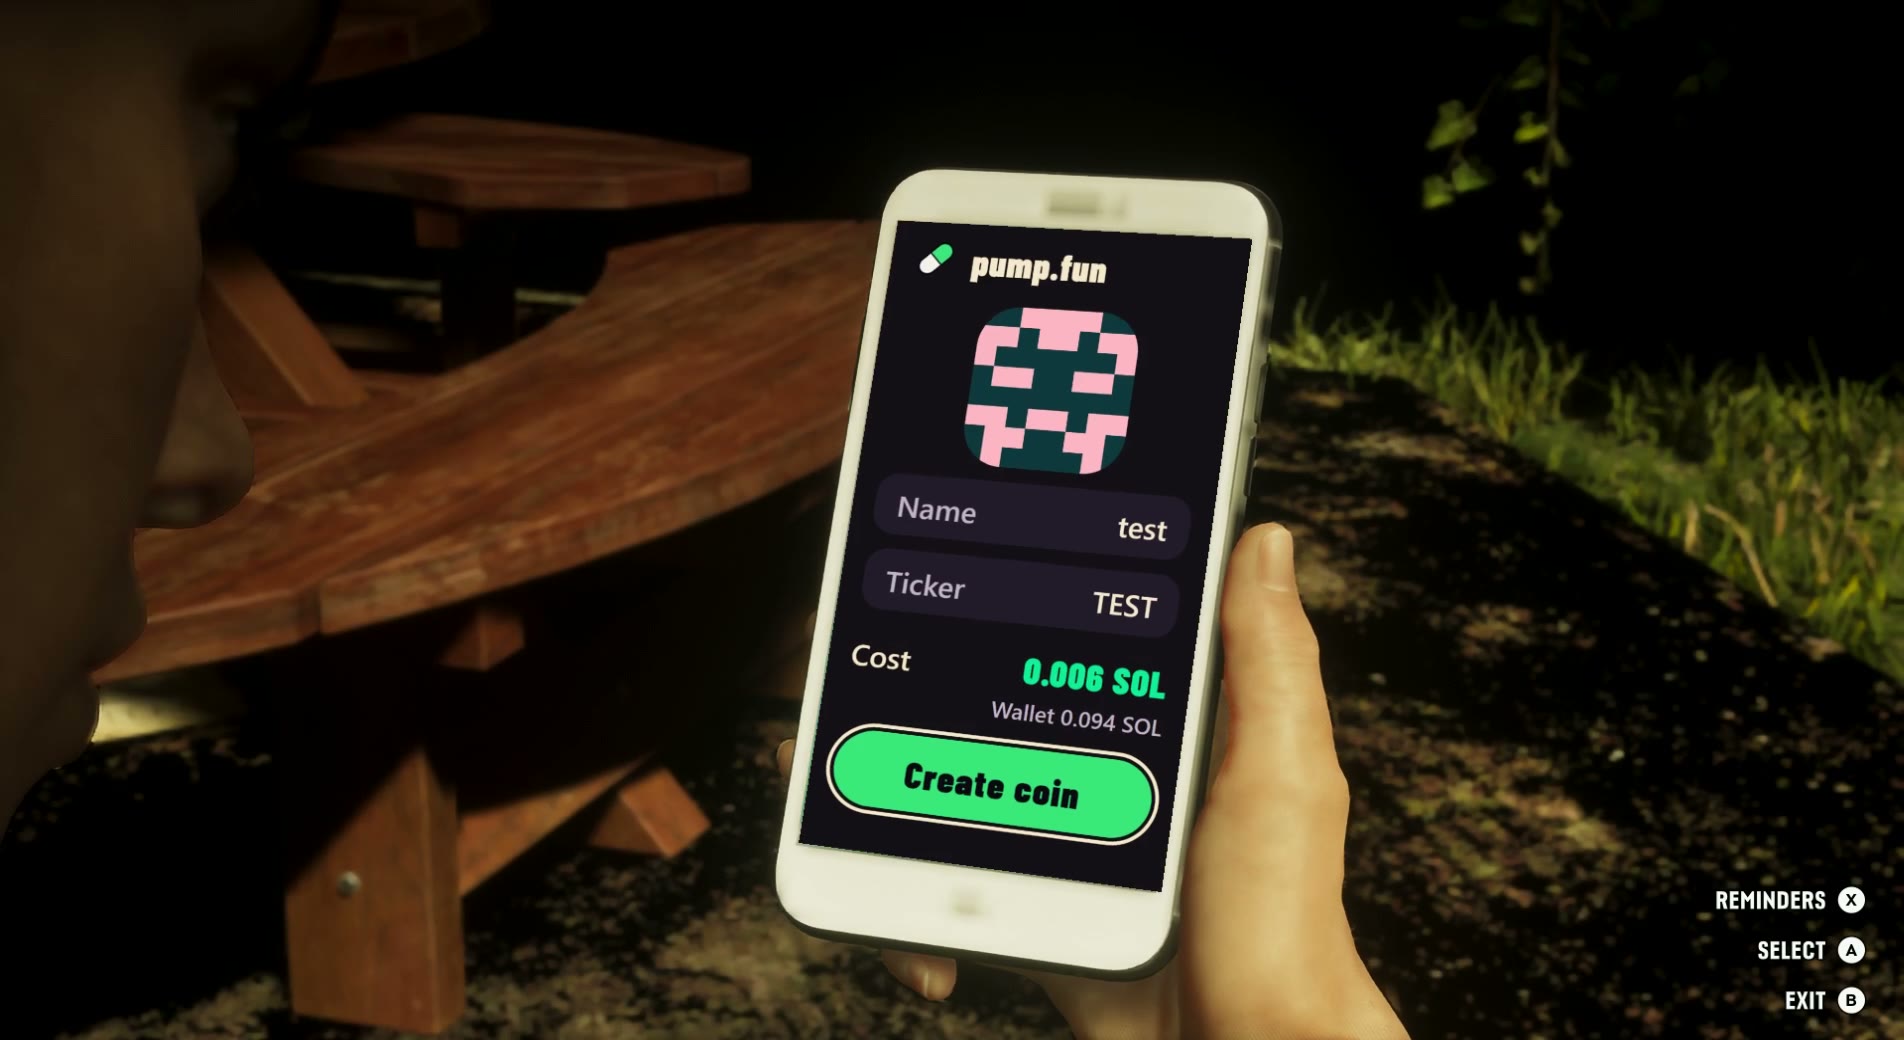 pump.fun
Name test
Ticker TEST
Cost 0.006 SOL
Wallet 0.094 SOL
Create coin
REMINDERS X
SELECT A
EXIT B